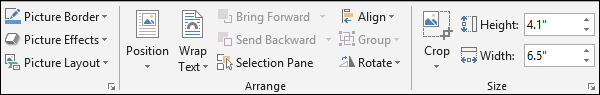 Picture Border
Picture Effects
Picture Layout
Position
Wrap
Text
Bring Forward
Send Backward
Selection Pane
Align
Group
Rotate
Arrange
Crop
Height: 4.1"
Width: 6.5"
Size